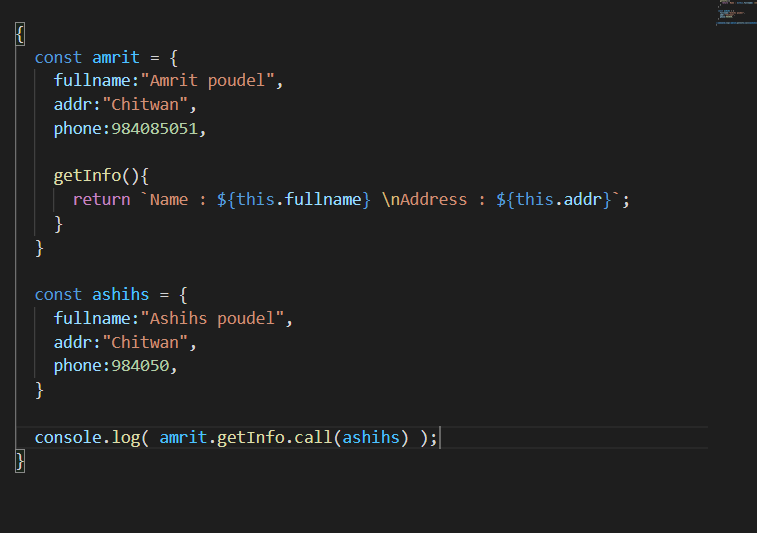 {
const amrit = {
fullname:"Amrit poudel",
addr:"Chitwan",
phone:984085051,
getInfo(){
return `Name : ${this.fullname} \nAddress : ${this.addr}`;
}
}
const ashihs = {
fullname:"Ashihs poudel",
addr:"Chitwan",
phone:984050,
}
console.log( amrit.getInfo.call(ashihs) );
}